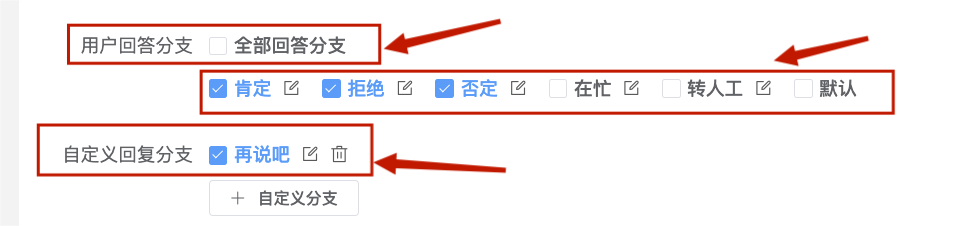 用户回答分支 全部回答分支
肯定 拒绝 否定 在忙 转人工 默认
自定义回复分支 再说吧
自定义分支